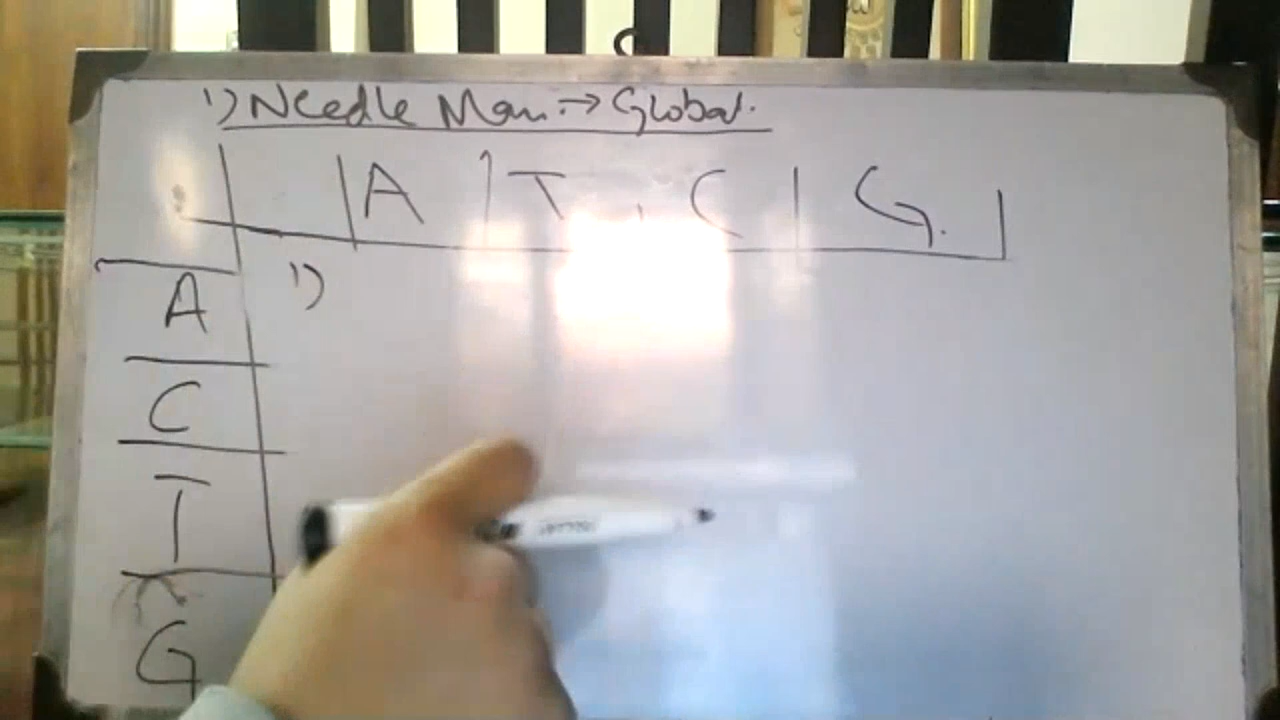 1) Needle Man. → Global.
A T C G.
A 1)
C
T
G